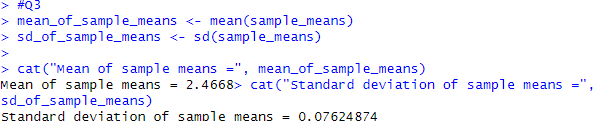 > #Q3
> mean_of_sample_means <- mean(sample_means)
> sd_of_sample_means <- sd(sample_means)
>
> cat("Mean of sample means =", mean_of_sample_means)
Mean of sample means = 2.4668> cat("Standard deviation of sample means =",
sd_of_sample_means)
Standard deviation of sample means = 0.07624874